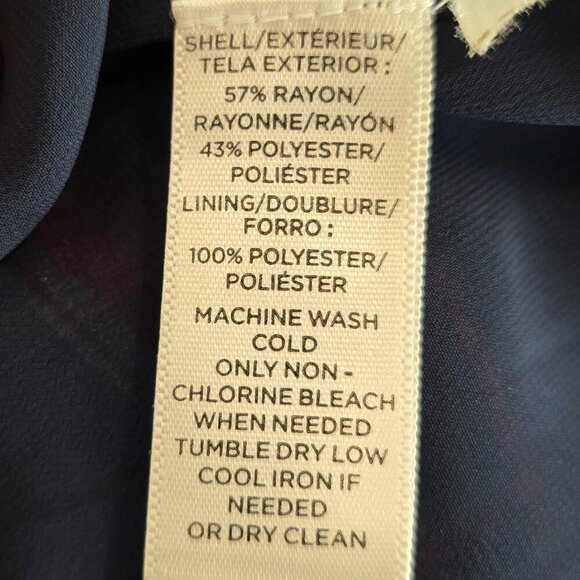 SHELL/EXTÉRIEUR/
TELA EXTERIOR :
57% RAYON/
RAYONNE/RAYÓN
43% POLYESTER/
POLIÉSTER
LINING/DOUBLURE/
FORRO :
100% POLYESTER/
POLIÉSTER
MACHINE WASH
COLD
ONLY NON -
CHLORINE BLEACH
WHEN NEEDED
TUMBLE DRY LOW
COOL IRON IF
NEEDED
OR DRY CLEAN